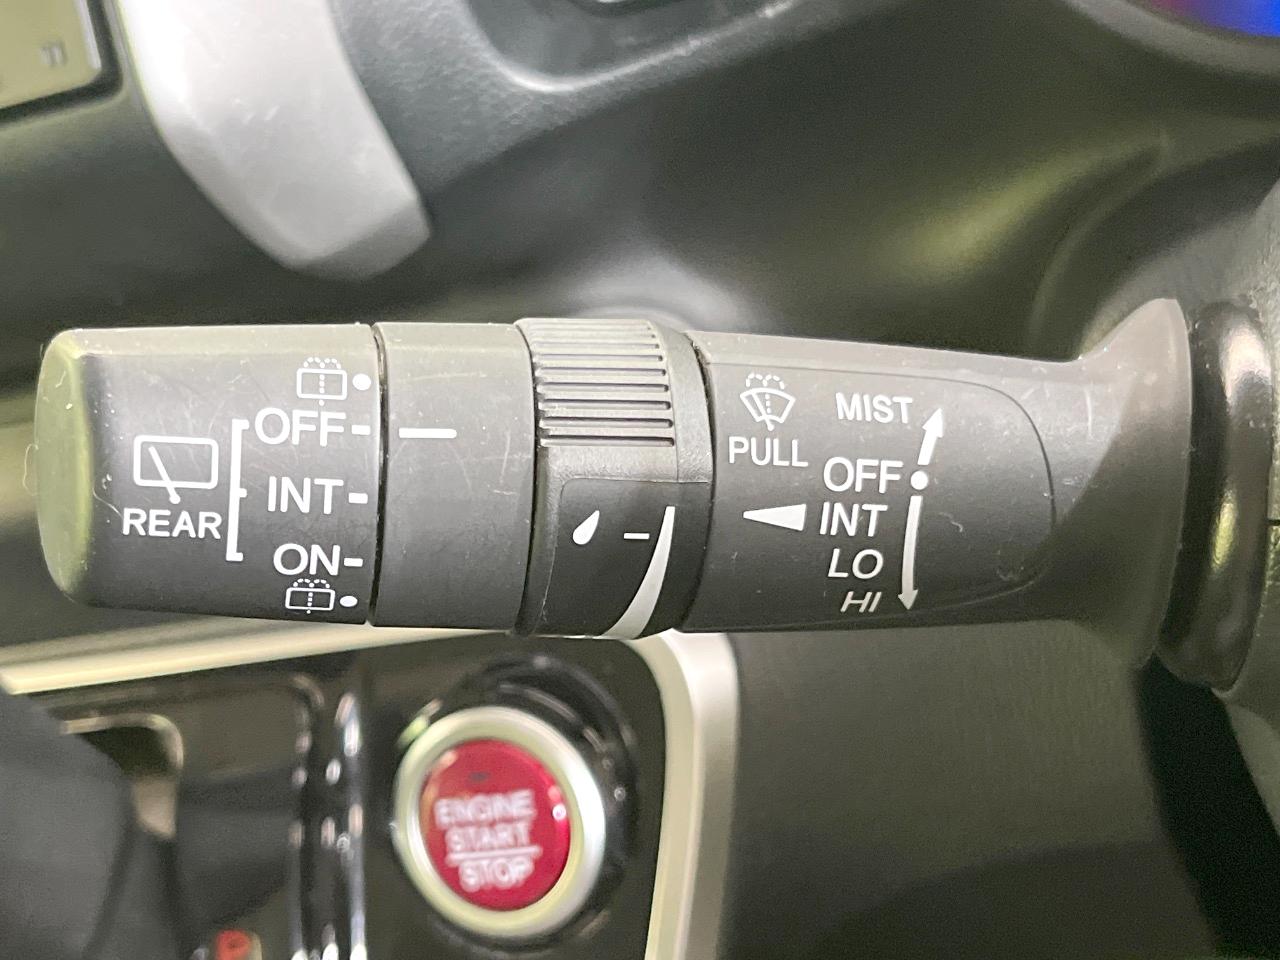 OFF
INT
REAR
ON
PULL
MIST
OFF
INT
LO
HI
ENGINE
START
STOP
P